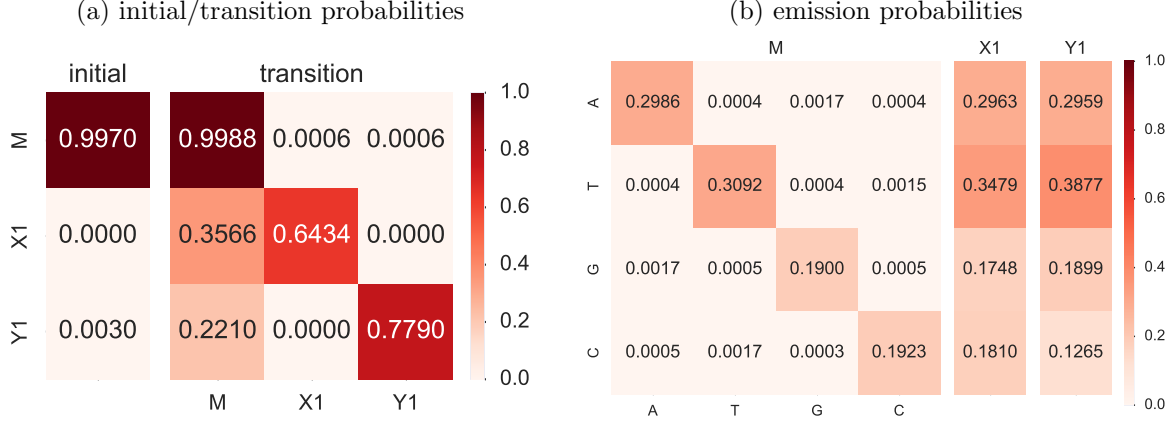 (a) initial/transition probabilities
initial transition
M 0.9970 0.9988 0.0006 0.0006
X1 0.0000 0.3566 0.6434 0.0000
Y1 0.0030 0.2210 0.0000 0.7790
M X1 Y1
1.0
0.8
0.6
0.4
0.2
0.0
(b) emission probabilities
M X1 Y1
A 0.2986 0.0004 0.0017 0.0004 0.2963 0.2959
T 0.0004 0.3092 0.0004 0.0015 0.3479 0.3877
G 0.0017 0.0005 0.1900 0.0005 0.1748 0.1899
C 0.0005 0.0017 0.0003 0.1923 0.1810 0.1265
A T G C
1.0
0.8
0.6
0.4
0.2
0.0